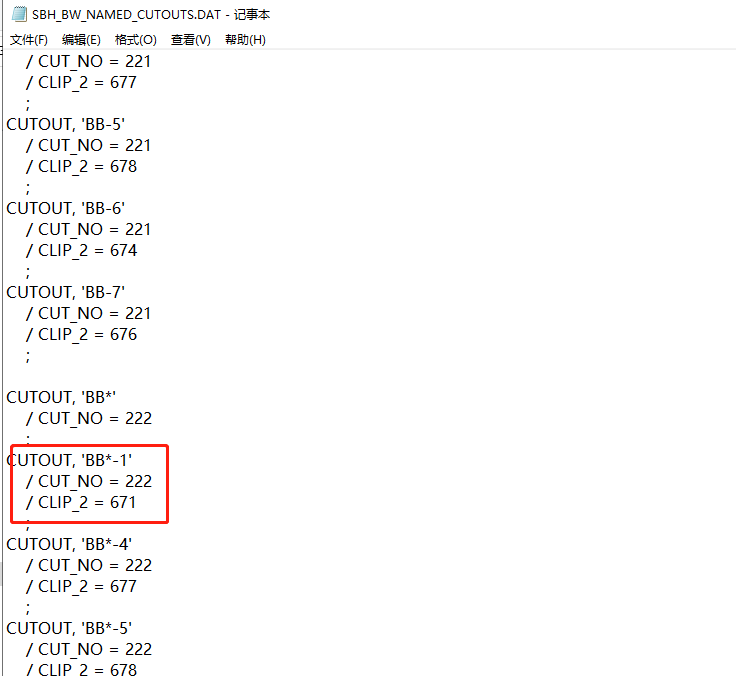 SBH_BW_NAMED_CUTOUTS.DAT - 记事本
文件(F) 编辑(E) 格式(O) 查看(V) 帮助(H)
/ CUT_NO = 221
/ CLIP_2 = 677
;
CUTOUT, 'BB-5'
/ CUT_NO = 221
/ CLIP_2 = 678
;
CUTOUT, 'BB-6'
/ CUT_NO = 221
/ CLIP_2 = 674
;
CUTOUT, 'BB-7'
/ CUT_NO = 221
/ CLIP_2 = 676
;
CUTOUT, 'BB*'
/ CUT_NO = 222
;
CUTOUT, 'BB*-1'
/ CUT_NO = 222
/ CLIP_2 = 671
;
CUTOUT, 'BB*-4'
/ CUT_NO = 222
/ CLIP_2 = 677
;
CUTOUT, 'BB*-5'
/ CUT_NO = 222
/ CLIP_2 = 678